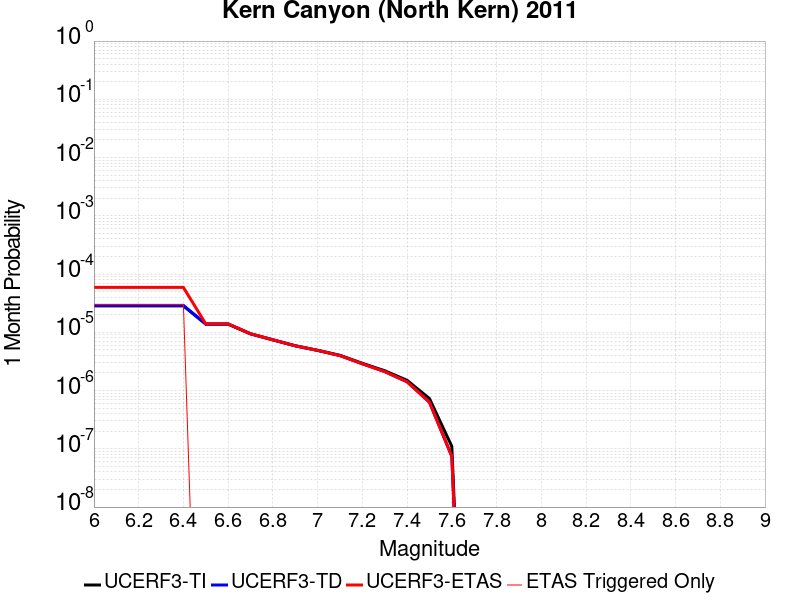 Kern Canyon (North Kern) 2011
10^0
10^-1
10^-2
10^-3
10^-4
10^-5
10^-6
10^-7
10^-8
1 Month Probability
6 6.2 6.4 6.6 6.8 7 7.2 7.4 7.6 7.8 8 8.2 8.4 8.6 8.8 9
Magnitude
UCERF3-TI UCERF3-TD UCERF3-ETAS ETAS Triggered Only